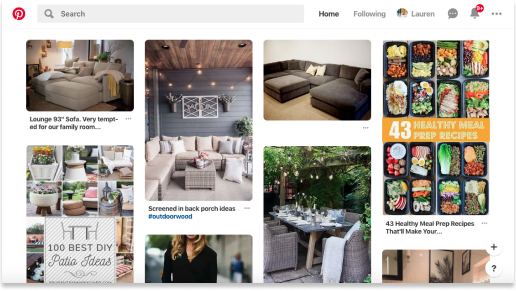 Search
Home
Following
Lauren
9+
Lounge 93" Sofa. Very tempt-
ed for our family room...
Screened in back porch ideas
#outdoorwood
43 HEALTHY MEAL
PREP RECIPES
43 Healthy Meal Prep Recipes
That'll Make Your...
100 BEST DIY
Patio Ideas
+
?